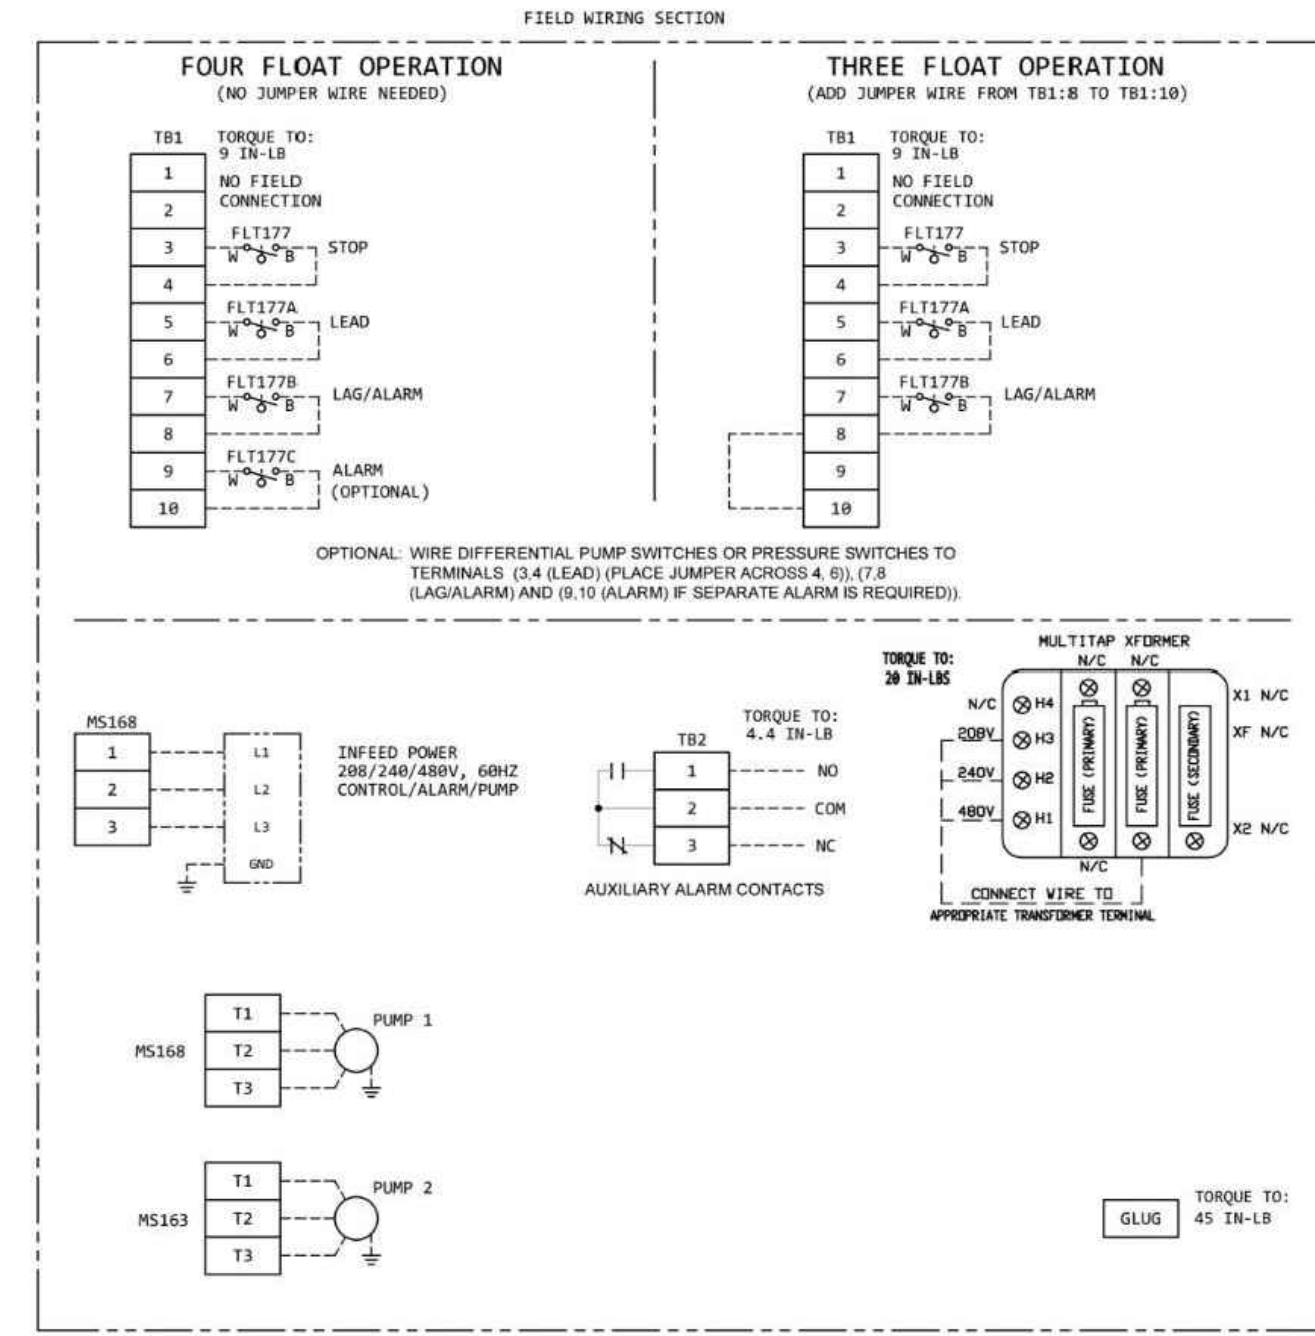 FIELD WIRING SECTION
FOUR FLOAT OPERATION
(NO JUMPER WIRE NEEDED)
TB1
TORQUE TO:
9 IN-LB
1
NO FIELD
CONNECTION
2
FLT177
3
W B
STOP
4
FLT177A
5
W B
LEAD
6
FLT177B
7
W B
LAG/ALARM
8
FLT177C
9
W B
ALARM
(OPTIONAL)
10
THREE FLOAT OPERATION
(ADD JUMPER WIRE FROM TB1:8 TO TB1:10)
TB1
TORQUE TO:
9 IN-LB
1
NO FIELD
CONNECTION
2
FLT177
3
W B
STOP
4
FLT177A
5
W B
LEAD
6
FLT177B
7
W B
LAG/ALARM
8
9
10
OPTIONAL: WIRE DIFFERENTIAL PUMP SWITCHES OR PRESSURE SWITCHES TO
TERMINALS (3,4 (LEAD) (PLACE JUMPER ACROSS 4, 6)), (7,8
(LAG/ALARM) AND (9,10 (ALARM) IF SEPARATE ALARM IS REQUIRED)).
MS168
1
L1
2
L2
3
L3
GND
INFEED POWER
208/240/480V, 60HZ
CONTROL/ALARM/PUMP
TORQUE TO:
4.4 IN-LB
TB2
1
NO
2
COM
3
NC
AUXILIARY ALARM CONTACTS
MULTITAP XFORMER
TORQUE TO:
20 IN-LBS
N/C N/C
N/C H4
208V H3
240V H2
480V H1
FUSE (PRIMARY)
FUSE (PRIMARY)
FUSE (SECONDARY)
X1 N/C
XF N/C
X2 N/C
N/C
CONNECT WIRE TO
APPROPRIATE TRANSFORMER TERMINAL
MS168
T1
T2
T3
PUMP 1
MS163
T1
T2
T3
PUMP 2
GLUG
TORQUE TO:
45 IN-LB